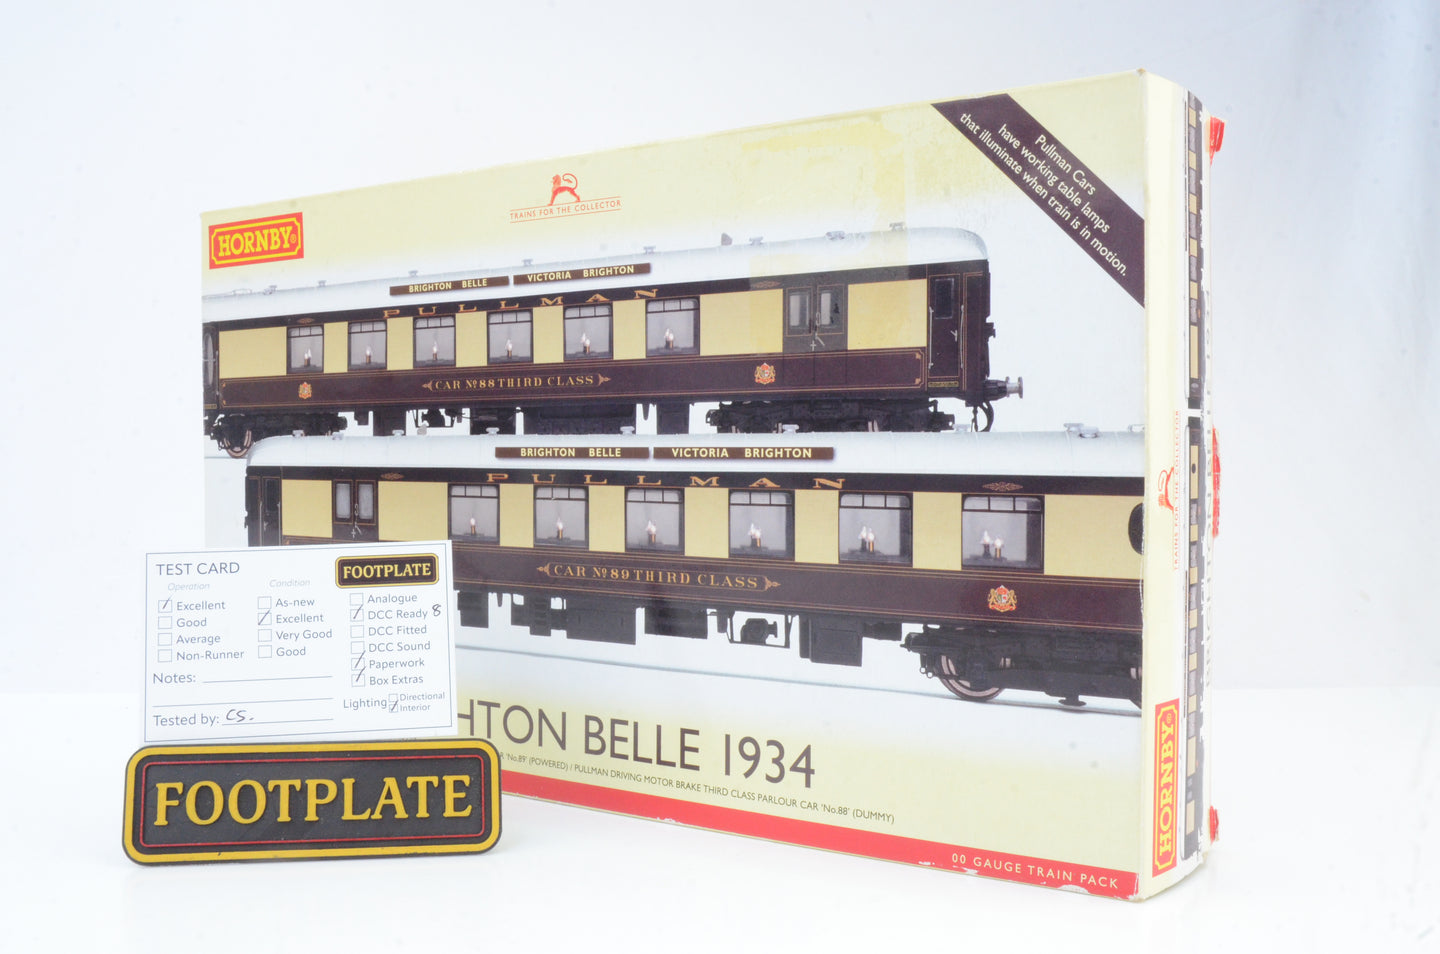 HORNBY®
TRAINS FOR THE COLLECTOR
Pullman Cars
have working table lamps
that illuminate when train is in motion.
BRIGHTON BELLE
VICTORIA BRIGHTON
PULLMAN
CAR Nº88 THIRD CLASS
BRIGHTON BELLE
VICTORIA BRIGHTON
PULLMAN
CAR Nº89 THIRD CLASS
HTON BELLE 1934
'No.89' (POWERED) / PULLMAN DRIVING MOTOR BRAKE THIRD CLASS PARLOUR CAR 'No.88' (DUMMY)
00 GAUGE TRAIN PACK
TRAINS FOR THE COLLECTOR
HORNBY®
TEST CARD
FOOTPLATE
Operation
Excellent
Good
Average
Non-Runner
Condition
As-new
Excellent
Very Good
Good
Analogue
DCC Ready 8
DCC Fitted
DCC Sound
Paperwork
Box Extras
Lighting
Directional
Interior
Notes:
Tested by: CS.
FOOTPLATE